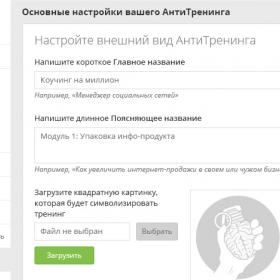 Основные настройки вашего АнтиТренинга
Настройте внешний вид АнтиТренинга
Напишите короткое Главное название
Коучинг на миллион
Например, «Менеджер социальных сетей»
Напишите длинное Поясняющее название
Модуль 1: Упаковка инфо-продукта
Например, «Как увеличить интернет-продажи в своем или чужом
Загрузите квадратную картинку,
которая будет символизировать
тренинг
Файл не выбран
Выбрать
Загрузить